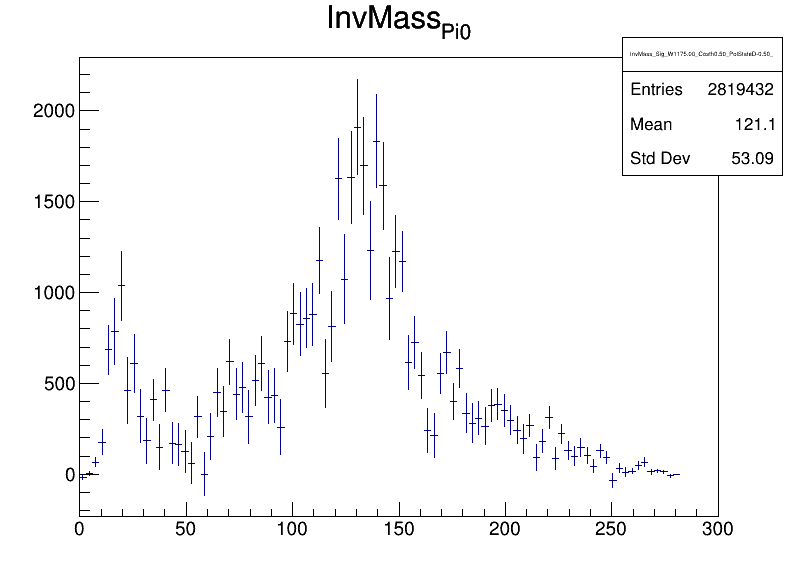 InvMassPi0
InvMass_Sig_W1175.00_Costh0.50_PolStateD-0.50_
Entries 2819432
Mean 121.1
Std Dev 53.09
2000
1500
1000
500
0
0 50 100 150 200 250 300